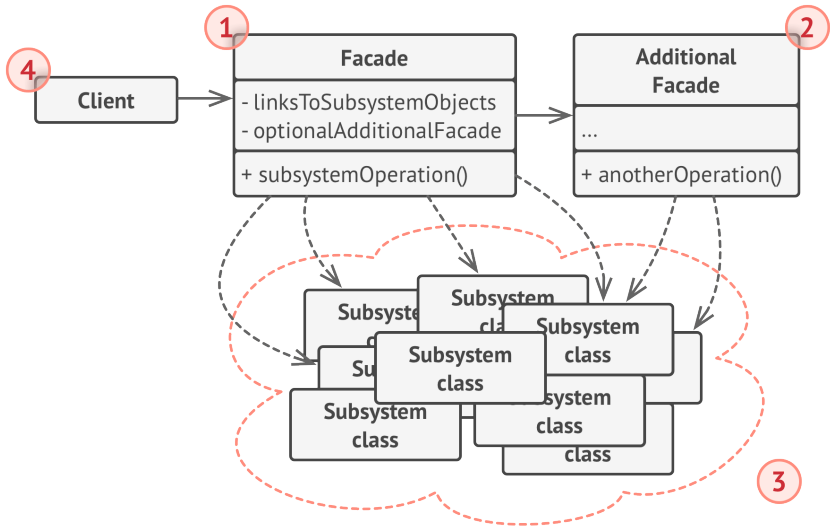 1
2
4
Facade
Additional
Facade
Client
- linksToSubsystemObjects
- optionalAdditionalFacade
...
+ subsystemOperation()
+ anotherOperation()
Subsystem
Subsystem
Subsystem
class
Subsystem
class
Subsystem
class
class
class
3